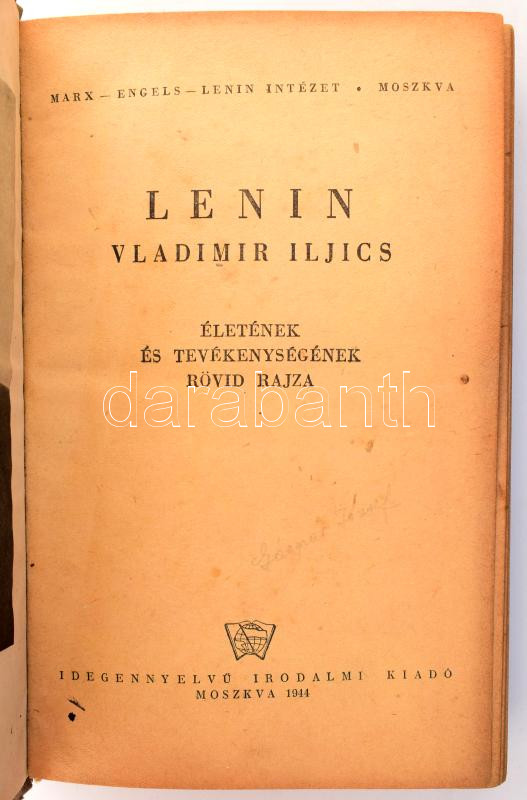 MARX — ENGELS — LENIN INTÉZET • MOSZKVA
LENIN
VLADIMIR ILJICS
ÉLETÉNEK
ÉS TEVÉKENYSÉGÉNEK
RÖVID RAJZA
darabanth
József
IDEGENNYELVŰ IRODALMI KIADÓ
MOSZKVA 1944